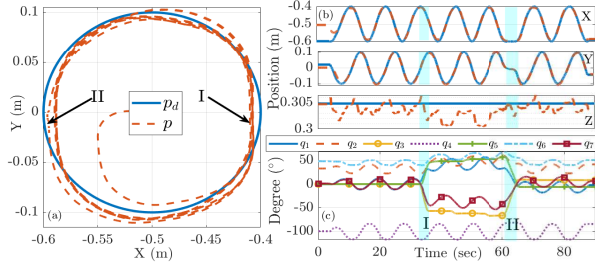 0.1
0.05
0
-0.05
-0.1
Y (m)
II
I
p_d
p
(a)
-0.6
-0.55
-0.5
-0.45
-0.4
X (m)
-0.4
-0.5
-0.6
(b)
X
0.1
0
-0.1
Y
0.305
0.3
Z
Position (m)
q_1
q_2
q_3
q_4
q_5
q_6
q_7
50
0
-50
-100
Degree (°)
(c)
I
II
0
20
40
60
80
Time (sec)